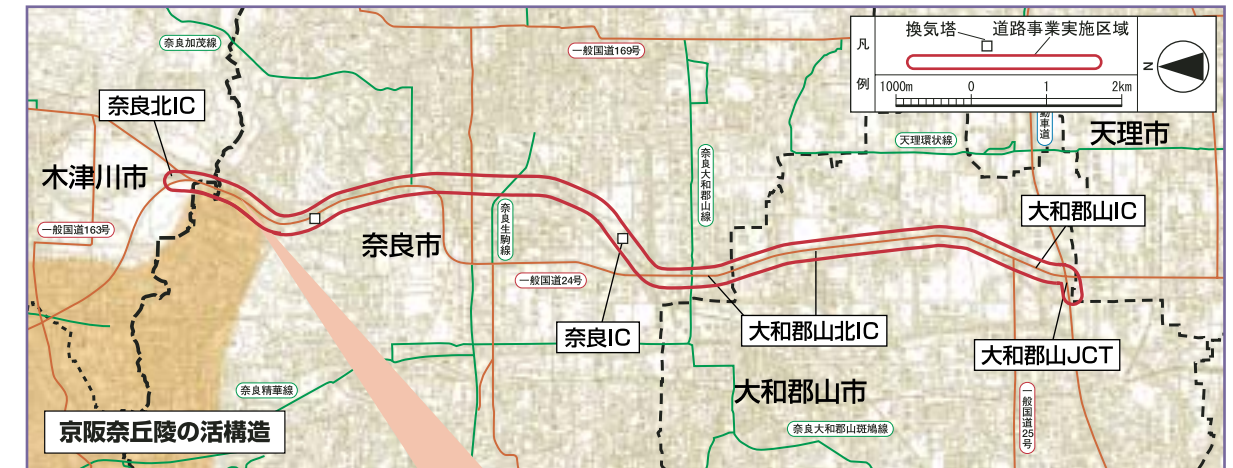 奈良加茂線
一般国道169号
換気塔
道路事業実施区域
凡例
1000m 0 1 2km
N
奈良北IC
木津川市
動車道
天理市
天理環状線
奈良大和郡山線
大和郡山IC
一般国道163号
奈良市
奈良生駒線
一般国道24号
奈良IC
大和郡山北IC
大和郡山JCT
奈良精華線
大和郡山市
一般国道25号
京阪奈丘陵の活構造
奈良大和郡山斑鳩線